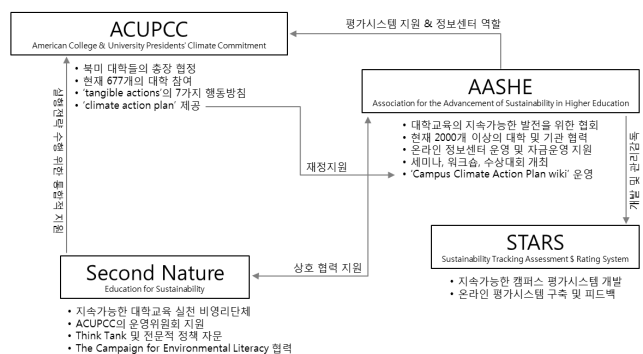 ACUPCC
American College & University Presidents' Climate Commitment
• 북미 대학들의 총장 협정
• 현재 677개의 대학 참여
• 'tangible actions'의 7가지 행동방침
• 'climate action plan' 제공
평가시스템 지원 & 정보센터 역할
AASHE
Association for the Advancement of Sustainability in Higher Education
• 대학교육의 지속가능한 발전을 위한 협회
• 현재 2000개 이상의 대학 및 기관 협력
• 온라인 정보센터 운영 및 자금운영 지원
• 세미나, 워크숍, 수상대회 개최
• 'Campus Climate Action Plan wiki' 운영
재정지원
실험전략 수행 위한 통합적 지원
개발 및 관리감독
상호 협력 지원
STARS
Sustainability Tracking Assessment $ Rating System
• 지속가능한 캠퍼스 평가시스템 개발
• 온라인 평가시스템 구축 및 피드백
Second Nature
Education for Sustainability
• 지속가능한 대학교육 실천 비영리단체
• ACUPCC의 운영위원회 지원
• Think Tank 및 전문적 정책 자문
• The Campaign for Environmental Literacy 협력